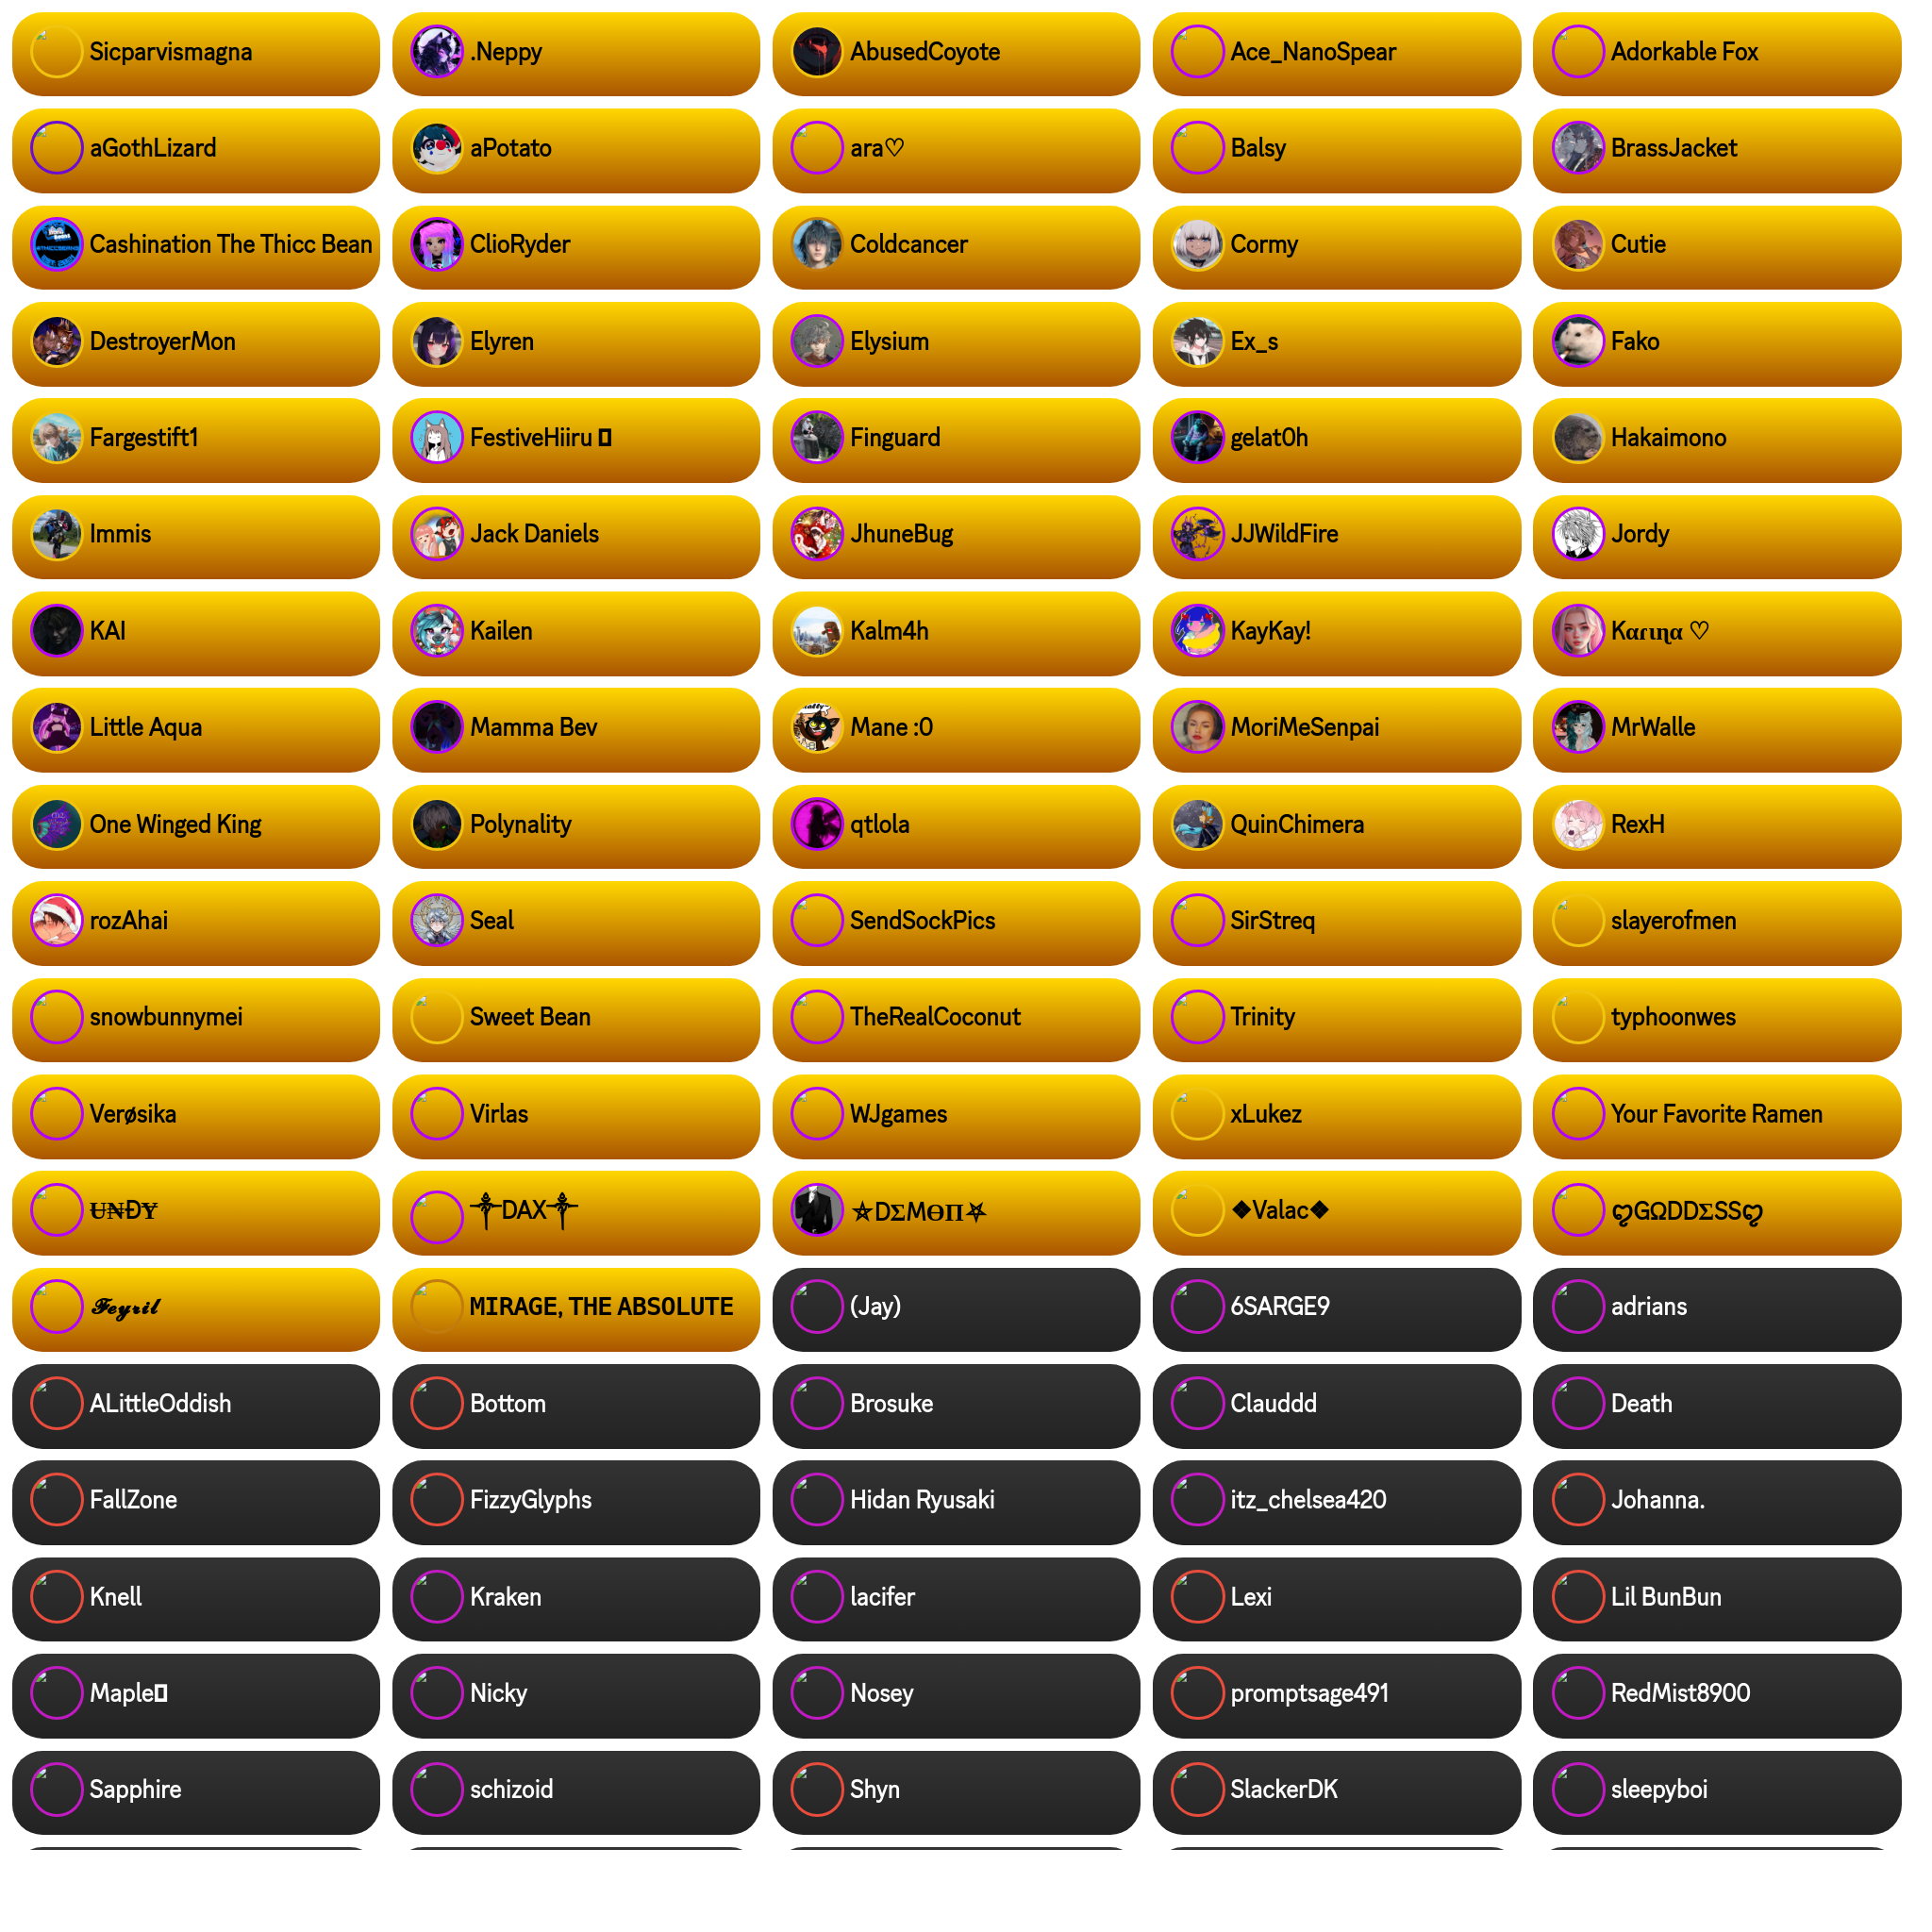 Sicparvismagna
.Neppy
AbusedCoyote
Ace_NanoSpear
Adorkable Fox
aGothLizard
aPotato
ara♡
Balsy
BrassJacket
Cashination The Thicc Bean
ClioRyder
Coldcancer
Cormy
Cutie
DestroyerMon
Elyren
Elysium
Ex_s
Fako
Fargestift1
FestiveHiiru
Finguard
gelat0h
Hakaimono
Immis
Jack Daniels
JhuneBug
JJWildFire
Jordy
KAI
Kailen
Kalm4h
KayKay!
Kαɾιɳα ♡
Little Aqua
Mamma Bev
Mane :0
MoriMeSenpai
MrWalle
One Winged King
Polynality
qtlola
QuinChimera
RexH
rozAhai
Seal
SendSockPics
SirStreq
slayerofmen
snowbunnymei
Sweet Bean
TheRealCoconut
Trinity
typhoonwes
Verøsika
Virlas
WJgames
xLukez
Your Favorite Ramen
Ʉ₦ĐɎ
༒DAX༒
⛤DΣMӨΠ⛧
❖Valac❖
ღGΩDDΣSSღ
𝓕𝓮𝔂𝓻𝓲𝓵
MIRAGE, THE ABSOLUTE
(Jay)
6SARGE9
adrians
ALittleOddish
Bottom
Brosuke
Clauddd
Death
FallZone
FizzyGlyphs
Hidan Ryusaki
itz_chelsea420
Johanna.
Knell
Kraken
lacifer
Lexi
Lil BunBun
Maple
Nicky
Nosey
promptsage491
RedMist8900
Sapphire
schizoid
Shyn
SlackerDK
sleepyboi